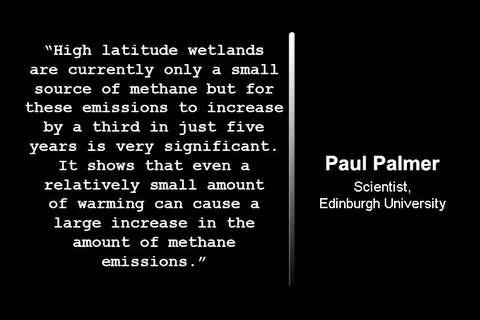 “High latitude wetlands
are currently only a small
source of methane but for
these emissions to increase
by a third in just five
years is very significant.
It shows that even a
relatively small amount
of warming can cause a
large increase in the
amount of methane
emissions.”
Paul Palmer
Scientist,
Edinburgh University